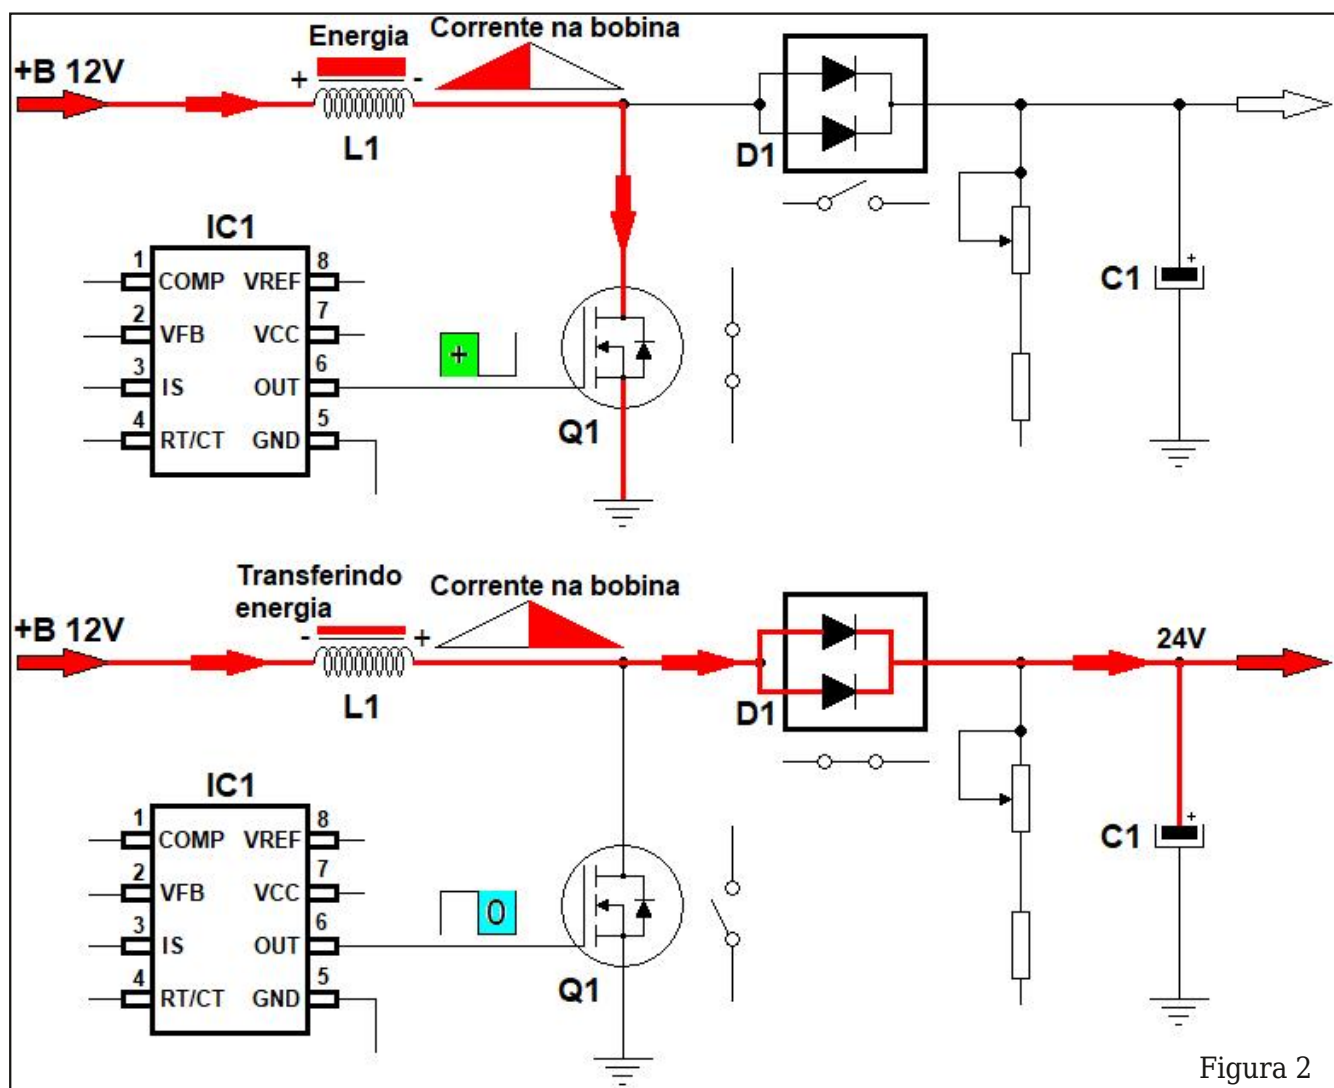 Energia
Corrente na bobina
+B 12V
+ -
L1
D1
IC1
1 COMP VREF 8
2 VFB VCC 7
3 IS OUT 6
4 RT/CT GND 5
+
Q1
C1
+
Transferindo
energia
Corrente na bobina
+B 12V
- +
24V
L1
D1
IC1
1 COMP VREF 8
2 VFB VCC 7
3 IS OUT 6
4 RT/CT GND 5
0
Q1
C1
+
Figura 2